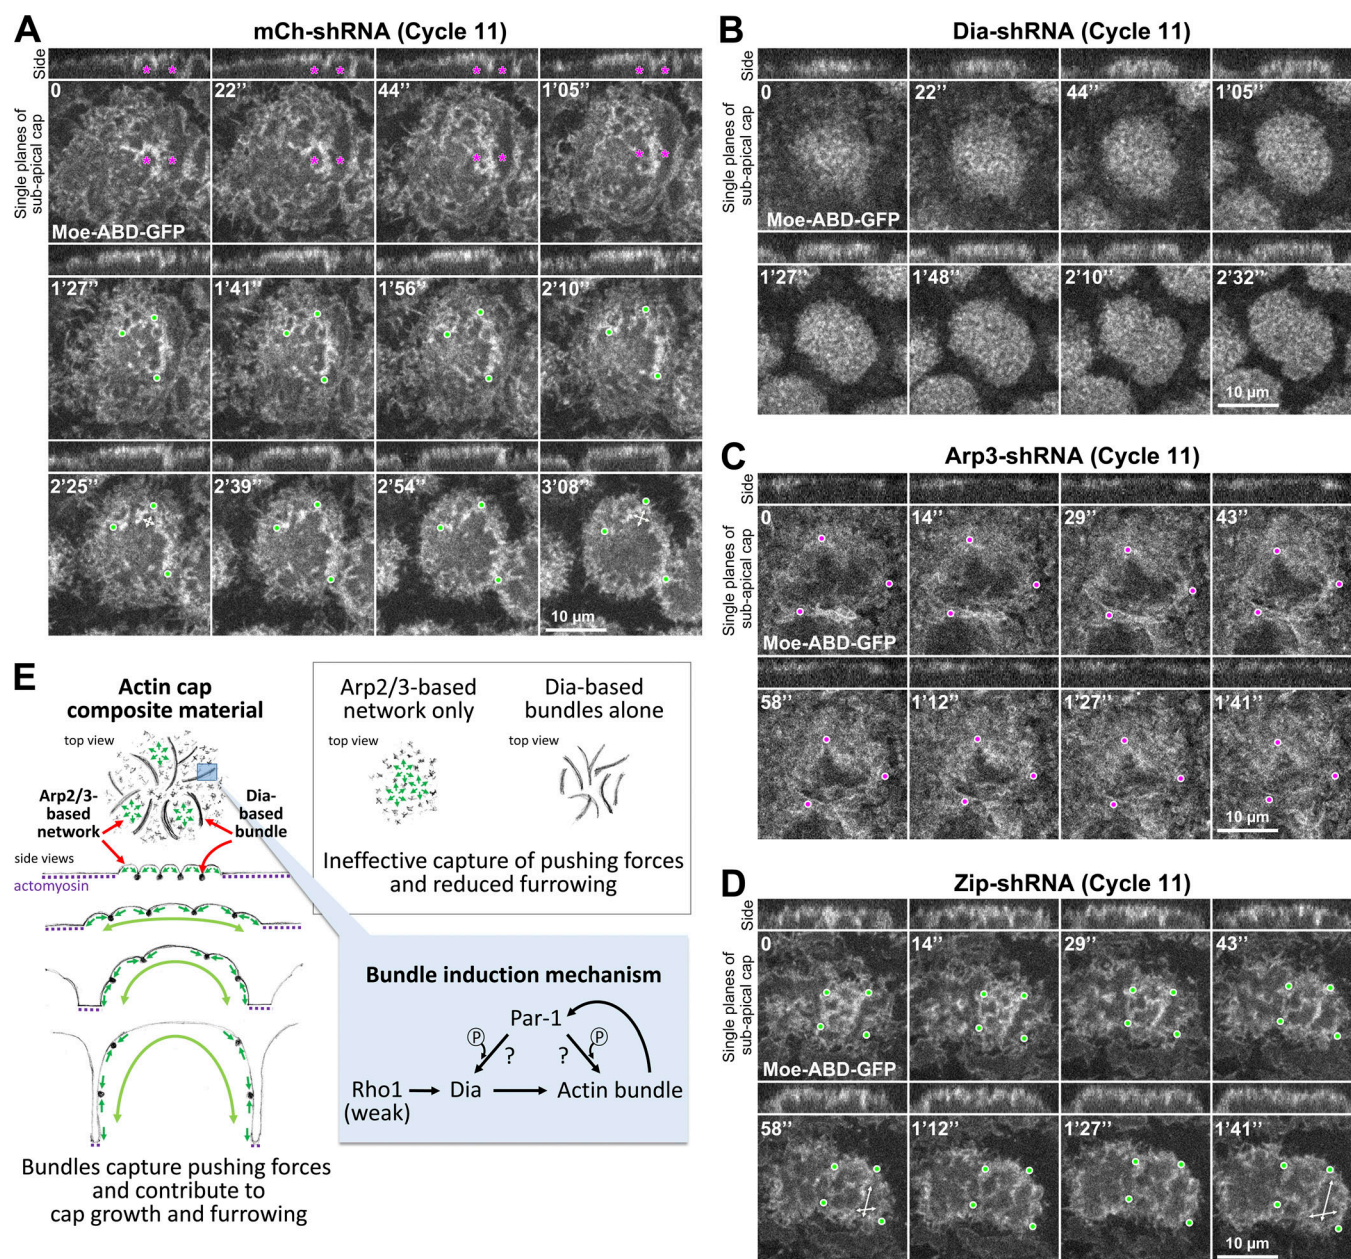 A
mCh-shRNA (Cycle 11)
Side
Single planes of
sub-apical cap
0
22’’
44’’
1’05’’
Moe-ABD-GFP
1’27’’
1’41’’
1’56’’
2’10’’
2’25’’
2’39’’
2’54’’
3’08’’
10 µm
B
Dia-shRNA (Cycle 11)
Side
Single planes of
sub-apical cap
0
22’’
44’’
1’05’’
Moe-ABD-GFP
1’27’’
1’48’’
2’10’’
2’32’’
10 µm
C
Arp3-shRNA (Cycle 11)
Side
Single planes of
sub-apical cap
0
14’’
29’’
43’’
Moe-ABD-GFP
58’’
1’12’’
1’27’’
1’41’’
10 µm
D
Zip-shRNA (Cycle 11)
Side
Single planes of
sub-apical cap
0
14’’
29’’
43’’
Moe-ABD-GFP
58’’
1’12’’
1’27’’
1’41’’
10 µm
E
Actin cap
composite material
top view
Arp2/3-
based
network
Dia-
based
bundle
side views
actomyosin
Bundles capture pushing forces
and contribute to
cap growth and furrowing
Arp2/3-based
network only
top view
Dia-based
bundles alone
top view
Ineffective capture of pushing forces
and reduced furrowing
Bundle induction mechanism
Par-1
P
?
?
P
Rho1
(weak)
Dia
Actin bundle